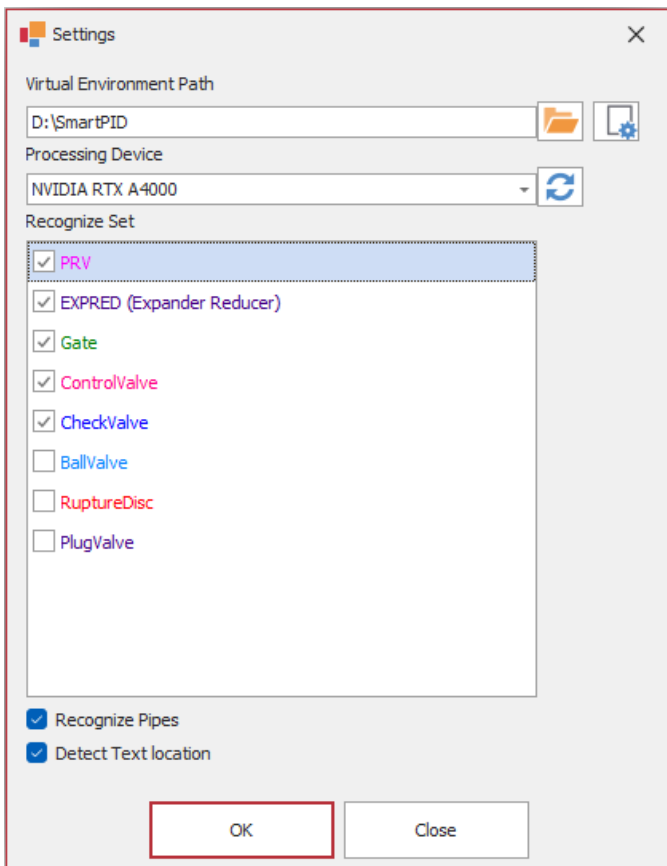 Settings
Virtual Environment Path
D:\SmartPID
Processing Device
NVIDIA RTX A4000
Recognize Set
PRV
EXPRED (Expander Reducer)
Gate
ControlValve
CheckValve
BallValve
RuptureDisc
PlugValve
Recognize Pipes
Detect Text location
OK Close